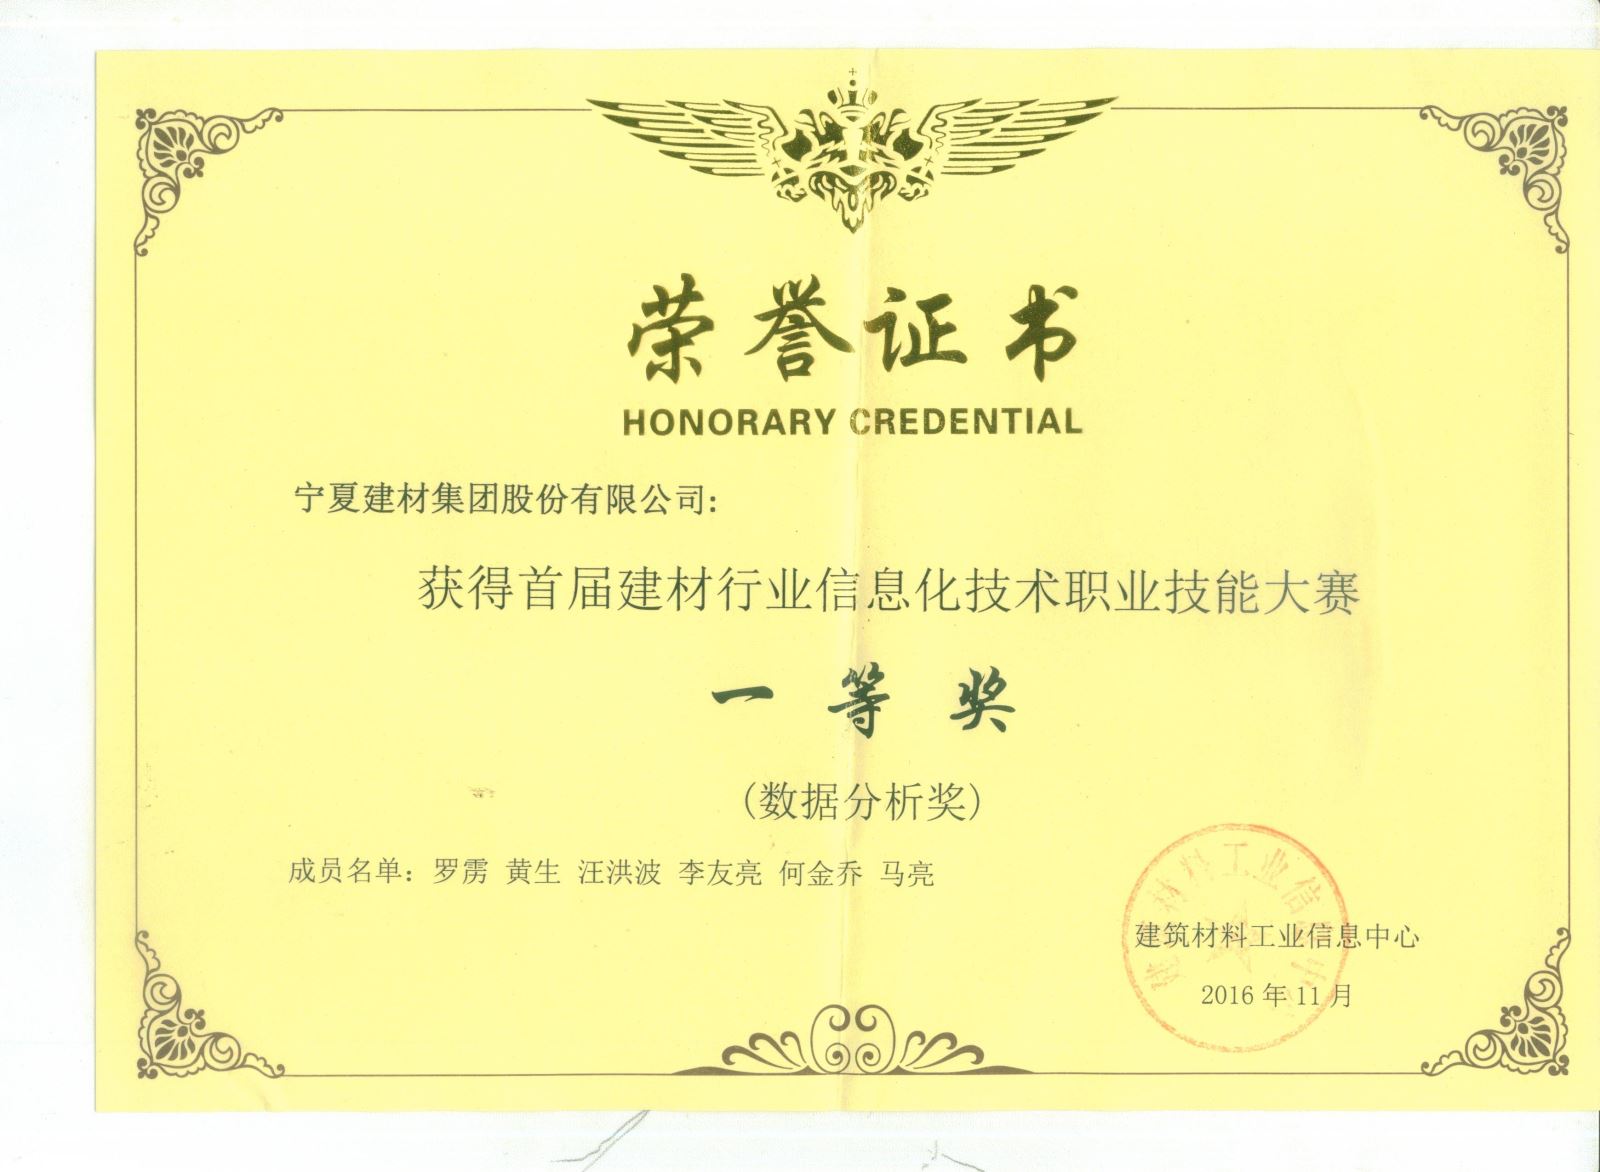 荣誉证书
HONORARY CREDENTIAL
宁夏建材集团股份有限公司:
获得首届建材行业信息化技术职业技能大赛
一等奖
(数据分析奖)
成员名单：罗雳 黄生 汪洪波 李友亮 何金乔 马亮
建筑材料工业信息中心
2016年11月